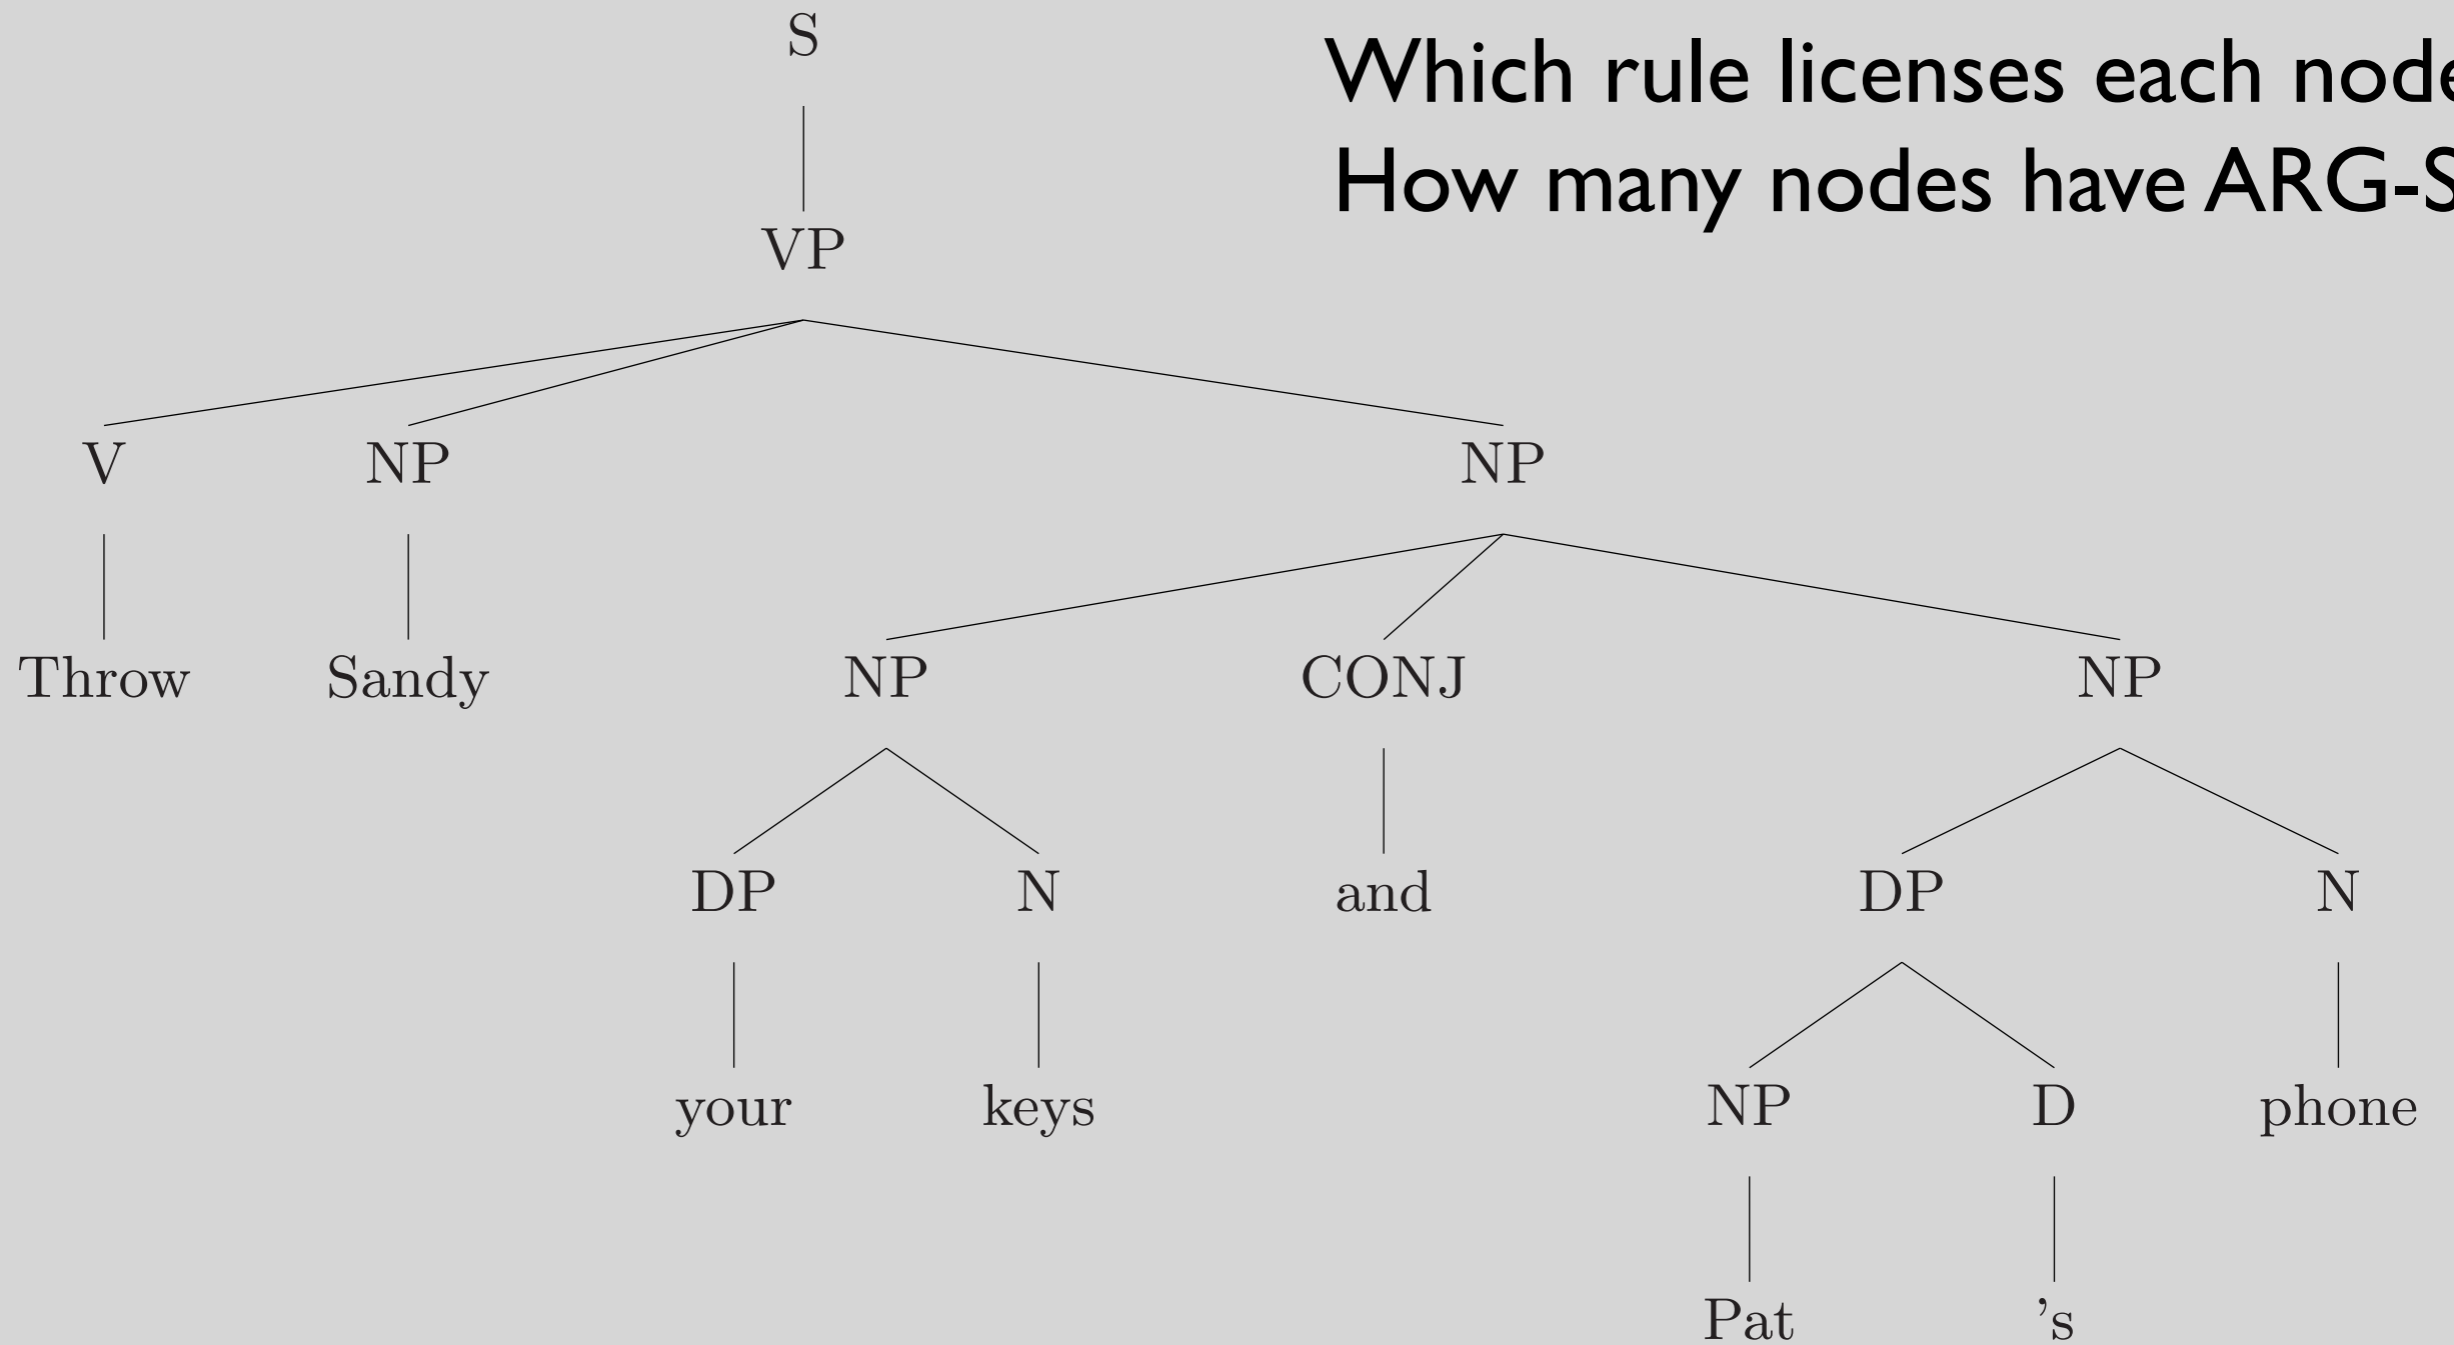 S
Which rule licenses each node
How many nodes have ARG-S
VP
V NP NP
Throw Sandy NP CONJ NP
DP N and DP N
your keys NP D phone
Pat 's